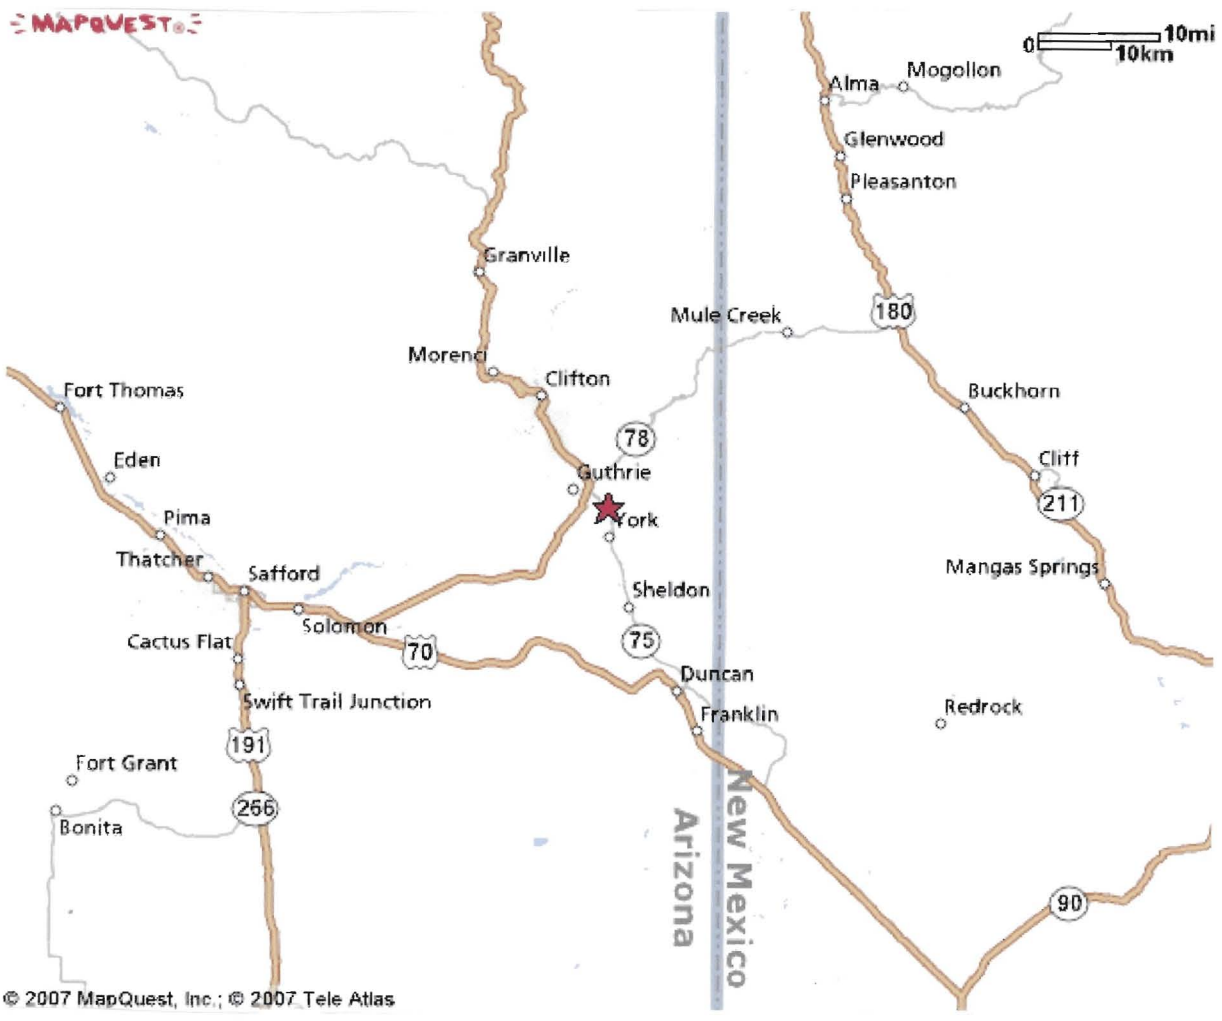 MAPQUEST
10mi
0
10km
Mogollon
Alma
Glenwood
Pleasanton
Granville
180
Mule Creek
Morenci
Clifton
Fort Thomas
Buckhorn
78
Cliff
Eden
Guthrie
211
Pima
York
Thatcher
Safford
Mangas Springs
Sheldon
Solomon
Cactus Flat
70
75
Duncan
Swift Trail Junction
Franklin
Redrock
191
Fort Grant
266
Bonita
New Mexico
Arizona
90
© 2007 MapQuest, Inc.; © 2007 Tele Atlas